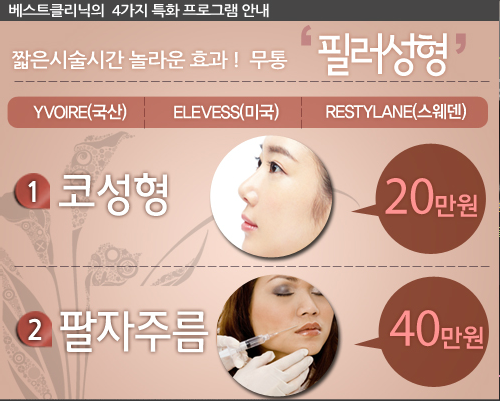 베스트클리닉의 4가지 특화 프로그램 안내
짧은시술시간 놀라운 효과 ! 무통 '필러성형'
YVOIRE(국산) ELEVESS(미국) RESTYLANE(스웨덴)
1 코성형 20만원
2 팔자주름 40만원